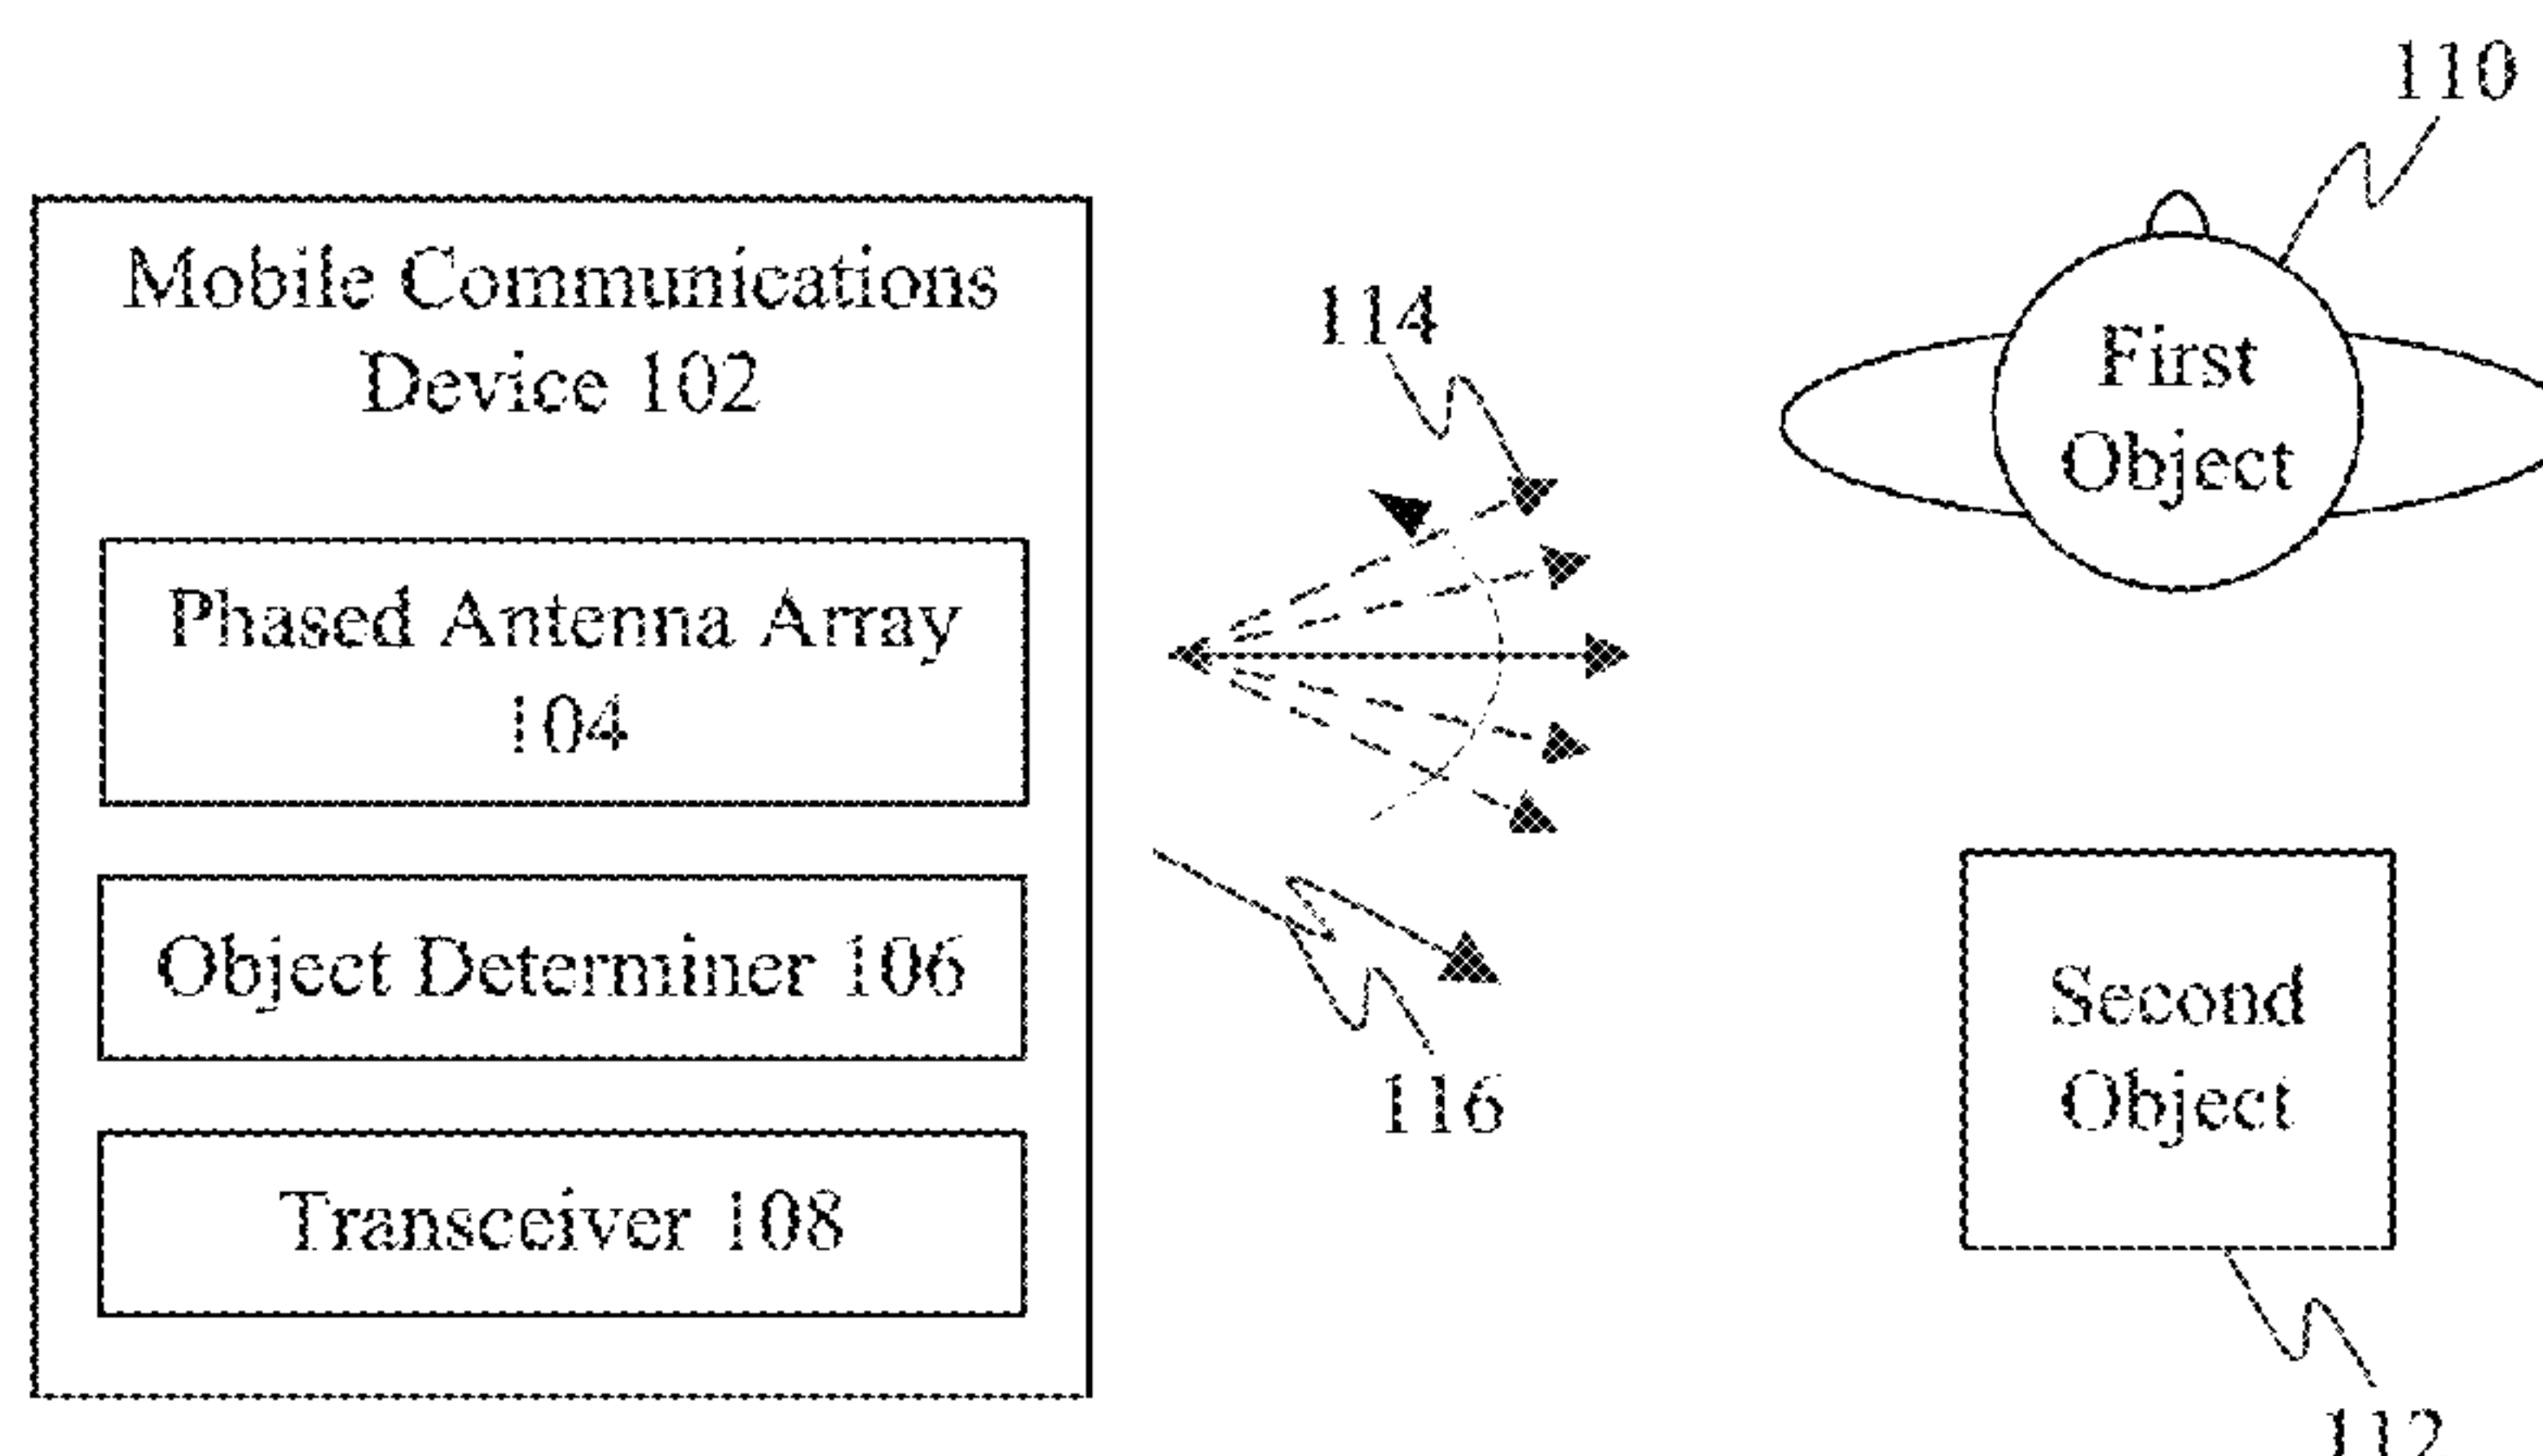 110
Mobile Communications
Device 102
114
First
Object
Phased Antenna Array
104
Object Determiner 106
Second
Object
116
Transceiver 108
112